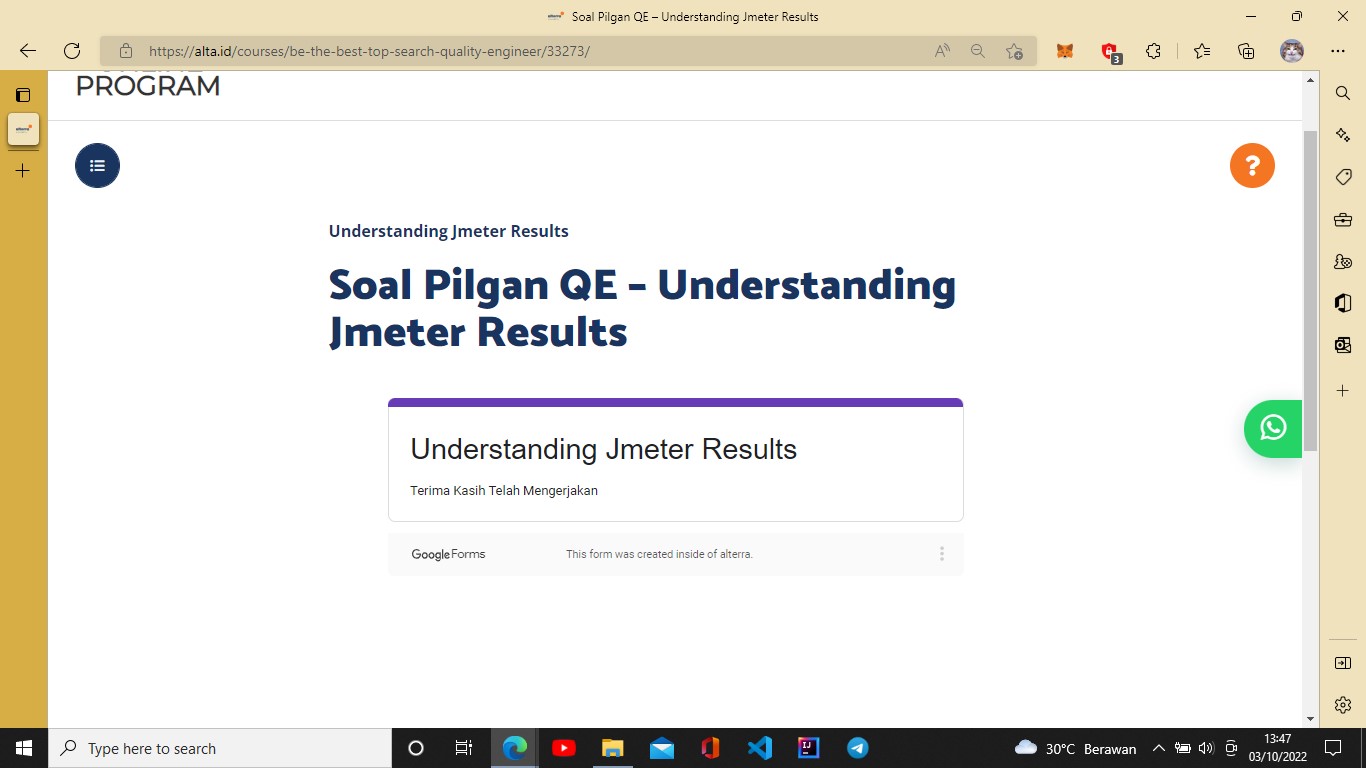 Soal Pilgan QE – Understanding Jmeter Results
https://alta.id/courses/be-the-best-top-search-quality-engineer/33273/
3
PROGRAM
Understanding Jmeter Results
Soal Pilgan QE – Understanding
Jmeter Results
Understanding Jmeter Results
Terima Kasih Telah Mengerjakan
Google Forms
This form was created inside of alterra.
Type here to search
30°C Berawan
13:47
03/10/2022